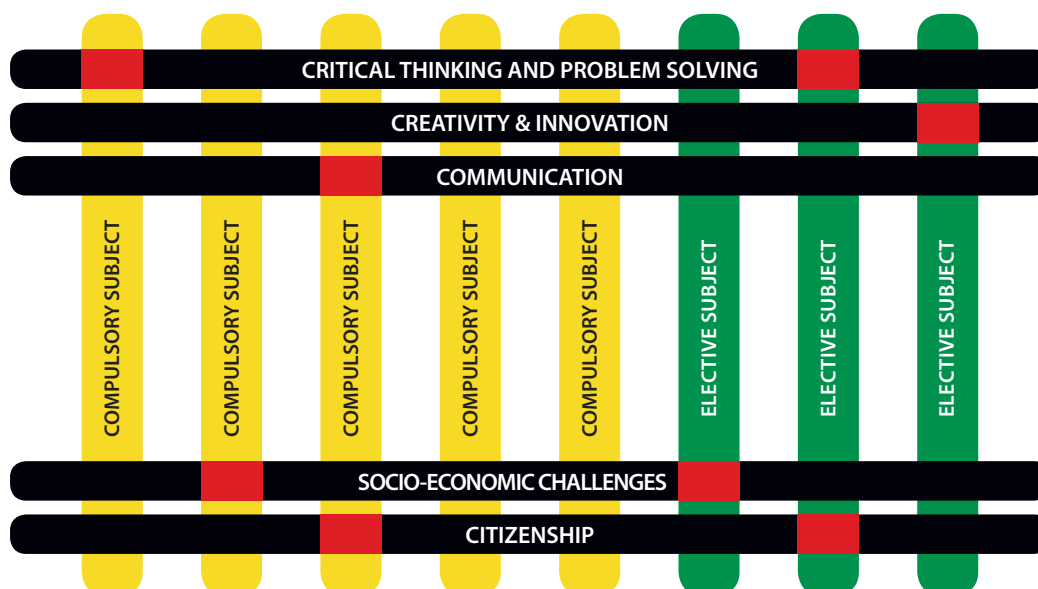 CRITICAL THINKING AND PROBLEM SOLVING
CREATIVITY & INNOVATION
COMMUNICATION
COMPULSORY SUBJECT
COMPULSORY SUBJECT
COMPULSORY SUBJECT
COMPULSORY SUBJECT
COMPULSORY SUBJECT
ELECTIVE SUBJECT
ELECTIVE SUBJECT
ELECTIVE SUBJECT
SOCIO-ECONOMIC CHALLENGES
CITIZENSHIP